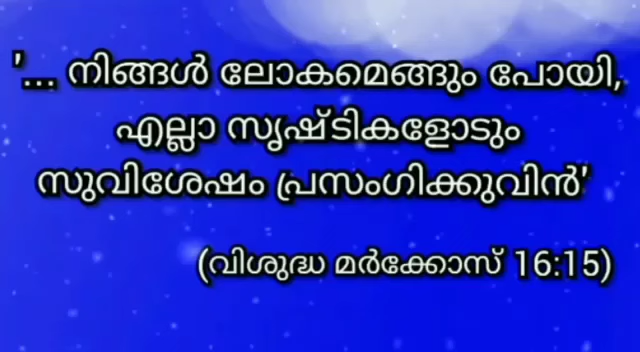 '... നിങ്ങൾ ലോകമെങ്ങും പോയി,
എല്ലാ സൃഷ്ടികളോടും
സുവിശേഷം പ്രസംഗിക്കുവിൻ'
(വിശുദ്ധ മർക്കോസ് 16:15)